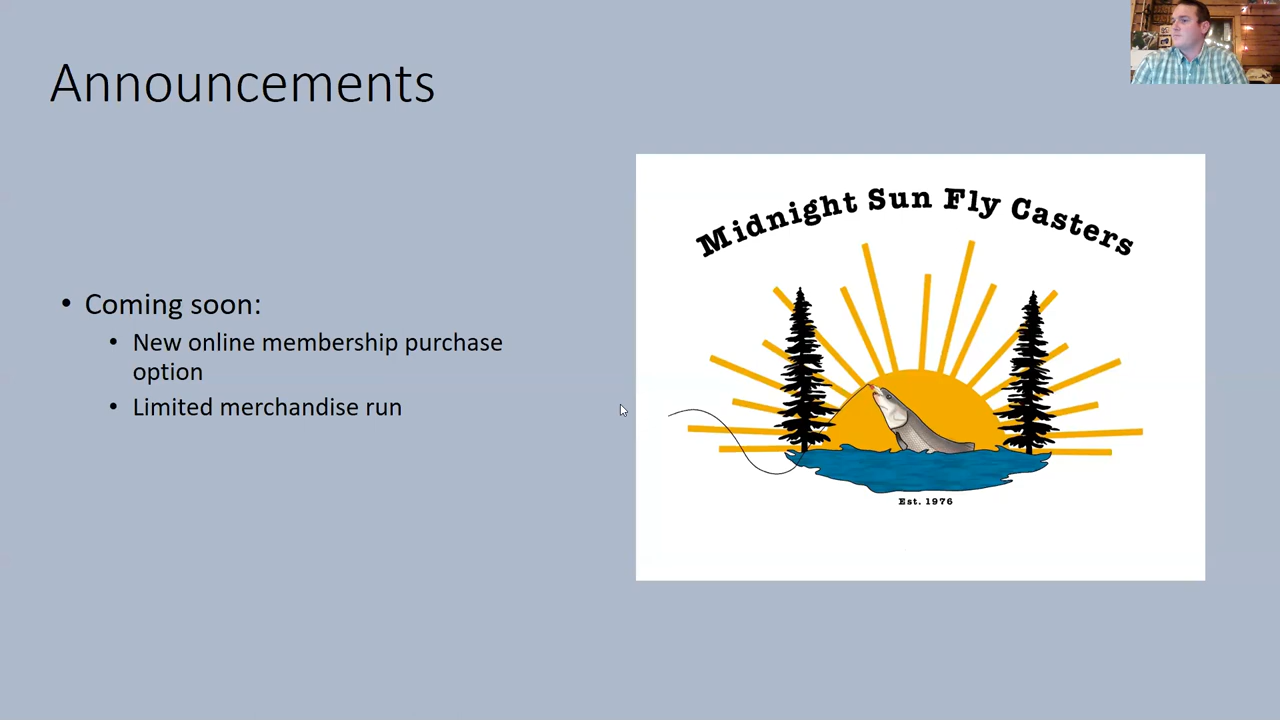 Announcements
• Coming soon:
• New online membership purchase
option
• Limited merchandise run
Midnight Sun Fly Casters
Est. 1976